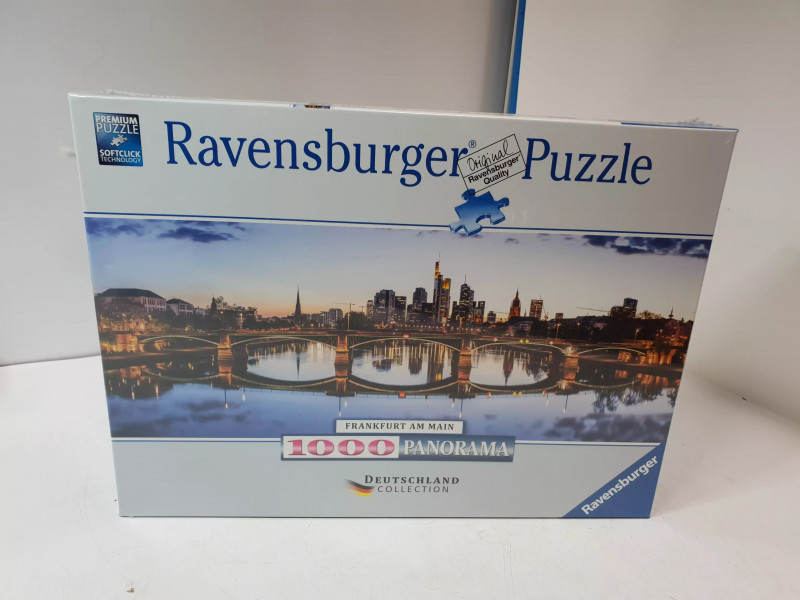 PREMIUM
PUZZLE
SOFTCLICK
TECHNOLOGY
Ravensburger® Puzzle
Original
Ravensburger
Quality
FRANKFURT AM MAIN
1000 PANORAMA
DEUTSCHLAND
COLLECTION
Ravensburger